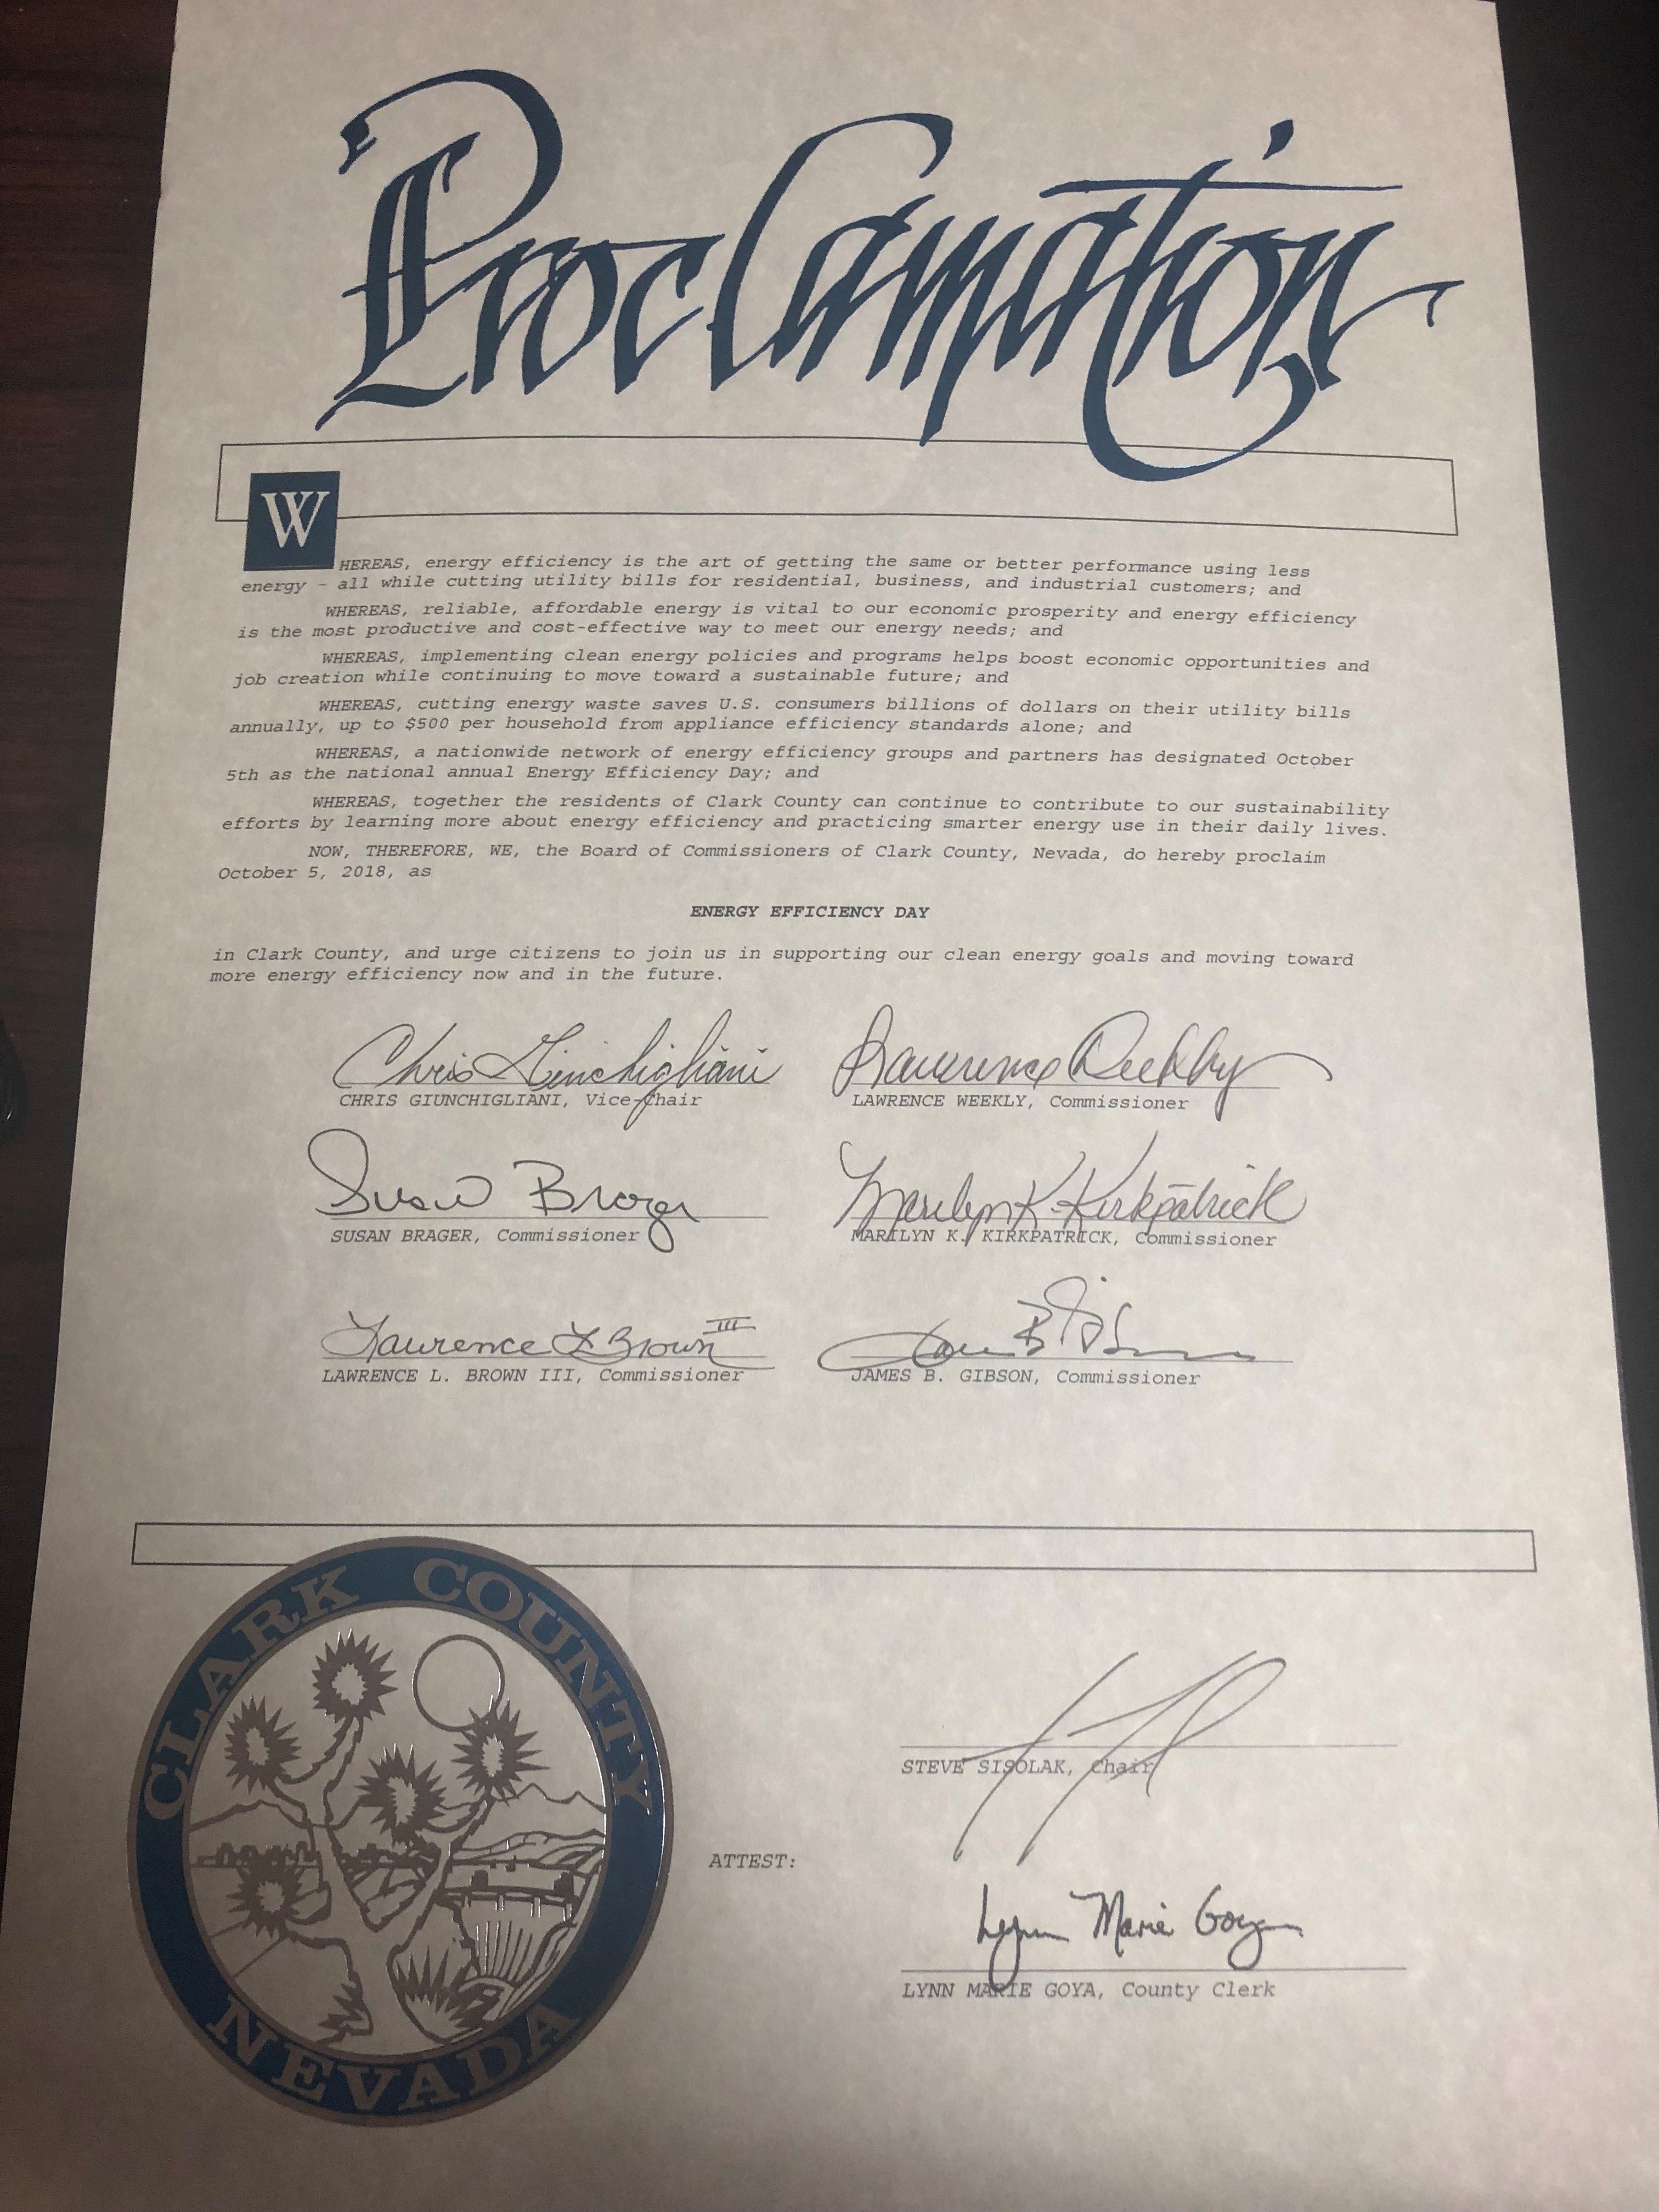 Proclamation
WHEREAS, energy efficiency is the art of getting the same or better performance using less
energy – all while cutting utility bills for residential, business, and industrial customers; and
WHEREAS, reliable, affordable energy is vital to our economic prosperity and energy efficiency
is the most productive and cost-effective way to meet our energy needs; and
WHEREAS, implementing clean energy policies and programs helps boost economic opportunities and
job creation while continuing to move toward a sustainable future; and
WHEREAS, cutting energy waste saves U.S. consumers billions of dollars on their utility bills
annually, up to $500 per household from appliance efficiency standards alone; and
WHEREAS, a nationwide network of energy efficiency groups and partners has designated October
5th as the national annual Energy Efficiency Day; and
WHEREAS, together the residents of Clark County can continue to contribute to our sustainability
efforts by learning more about energy efficiency and practicing smarter energy use in their daily lives.
NOW, THEREFORE, WE, the Board of Commissioners of Clark County, Nevada, do hereby proclaim
October 5, 2018, as
ENERGY EFFICIENCY DAY
in Clark County, and urge citizens to join us in supporting our clean energy goals and moving toward
more energy efficiency now and in the future.
Chris Giunchigliani Lawrence Weekly
CHRIS GIUNCHIGLIANI, Vice-Chair LAWRENCE WEEKLY, Commissioner
Susan Brager Marilyn K. Kirkpatrick
SUSAN BRAGER, Commissioner MARILYN K. KIRKPATRICK, Commissioner
Lawrence L Brown III
LAWRENCE L. BROWN III, Commissioner JAMES B. GIBSON, Commissioner
CLARK COUNTY
NEVADA
STEVE SISOLAK, Chair
ATTEST:
Lynn Marie Goya
LYNN MARIE GOYA, County Clerk